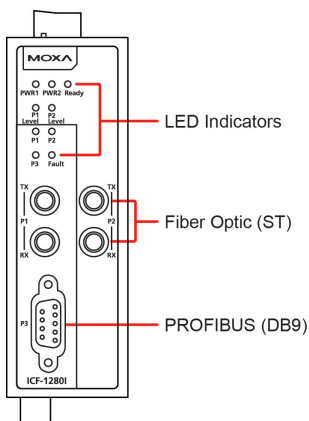 MOXA
PWR1 PWR2 Ready
P1 P2
Level Level
P1 P2
P3 Fault
LED Indicators
TX TX
P1 P2
Fiber Optic (ST)
RX RX
P3
PROFIBUS (DB9)
ICF-1280I